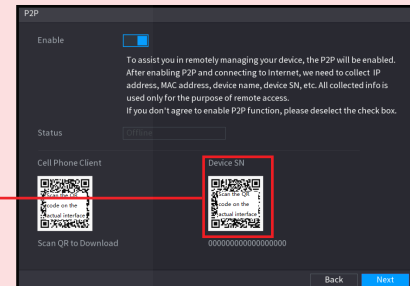 P2P
Enable
To assist you in remotely managing your device, the P2P will be enabled.
After enabling P2P and connecting to Internet, we need to collect IP
address, MAC address, device name, device SN, etc. All collected info is
used only for the purpose of remote access.
If you don't agree to enable P2P function, please deselect the check box.
Status
Offline
Cell Phone Client
Device SN
Scan the QR
code on the
actual interface
Scan the QR
code on the
actual interface
Scan QR to Download
000000000000000000
Back
Next